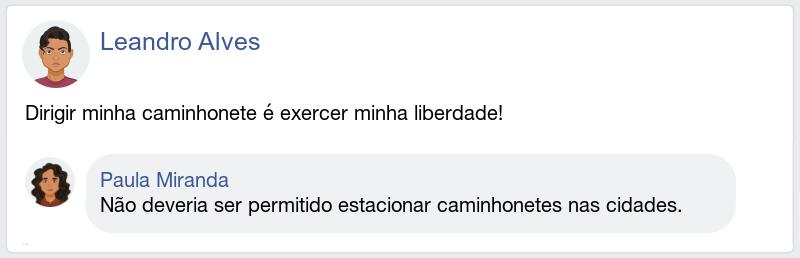 Leandro Alves
Dirigir minha caminhonete é exercer minha liberdade!
Paula Miranda
Não deveria ser permitido estacionar caminhonetes nas cidades.